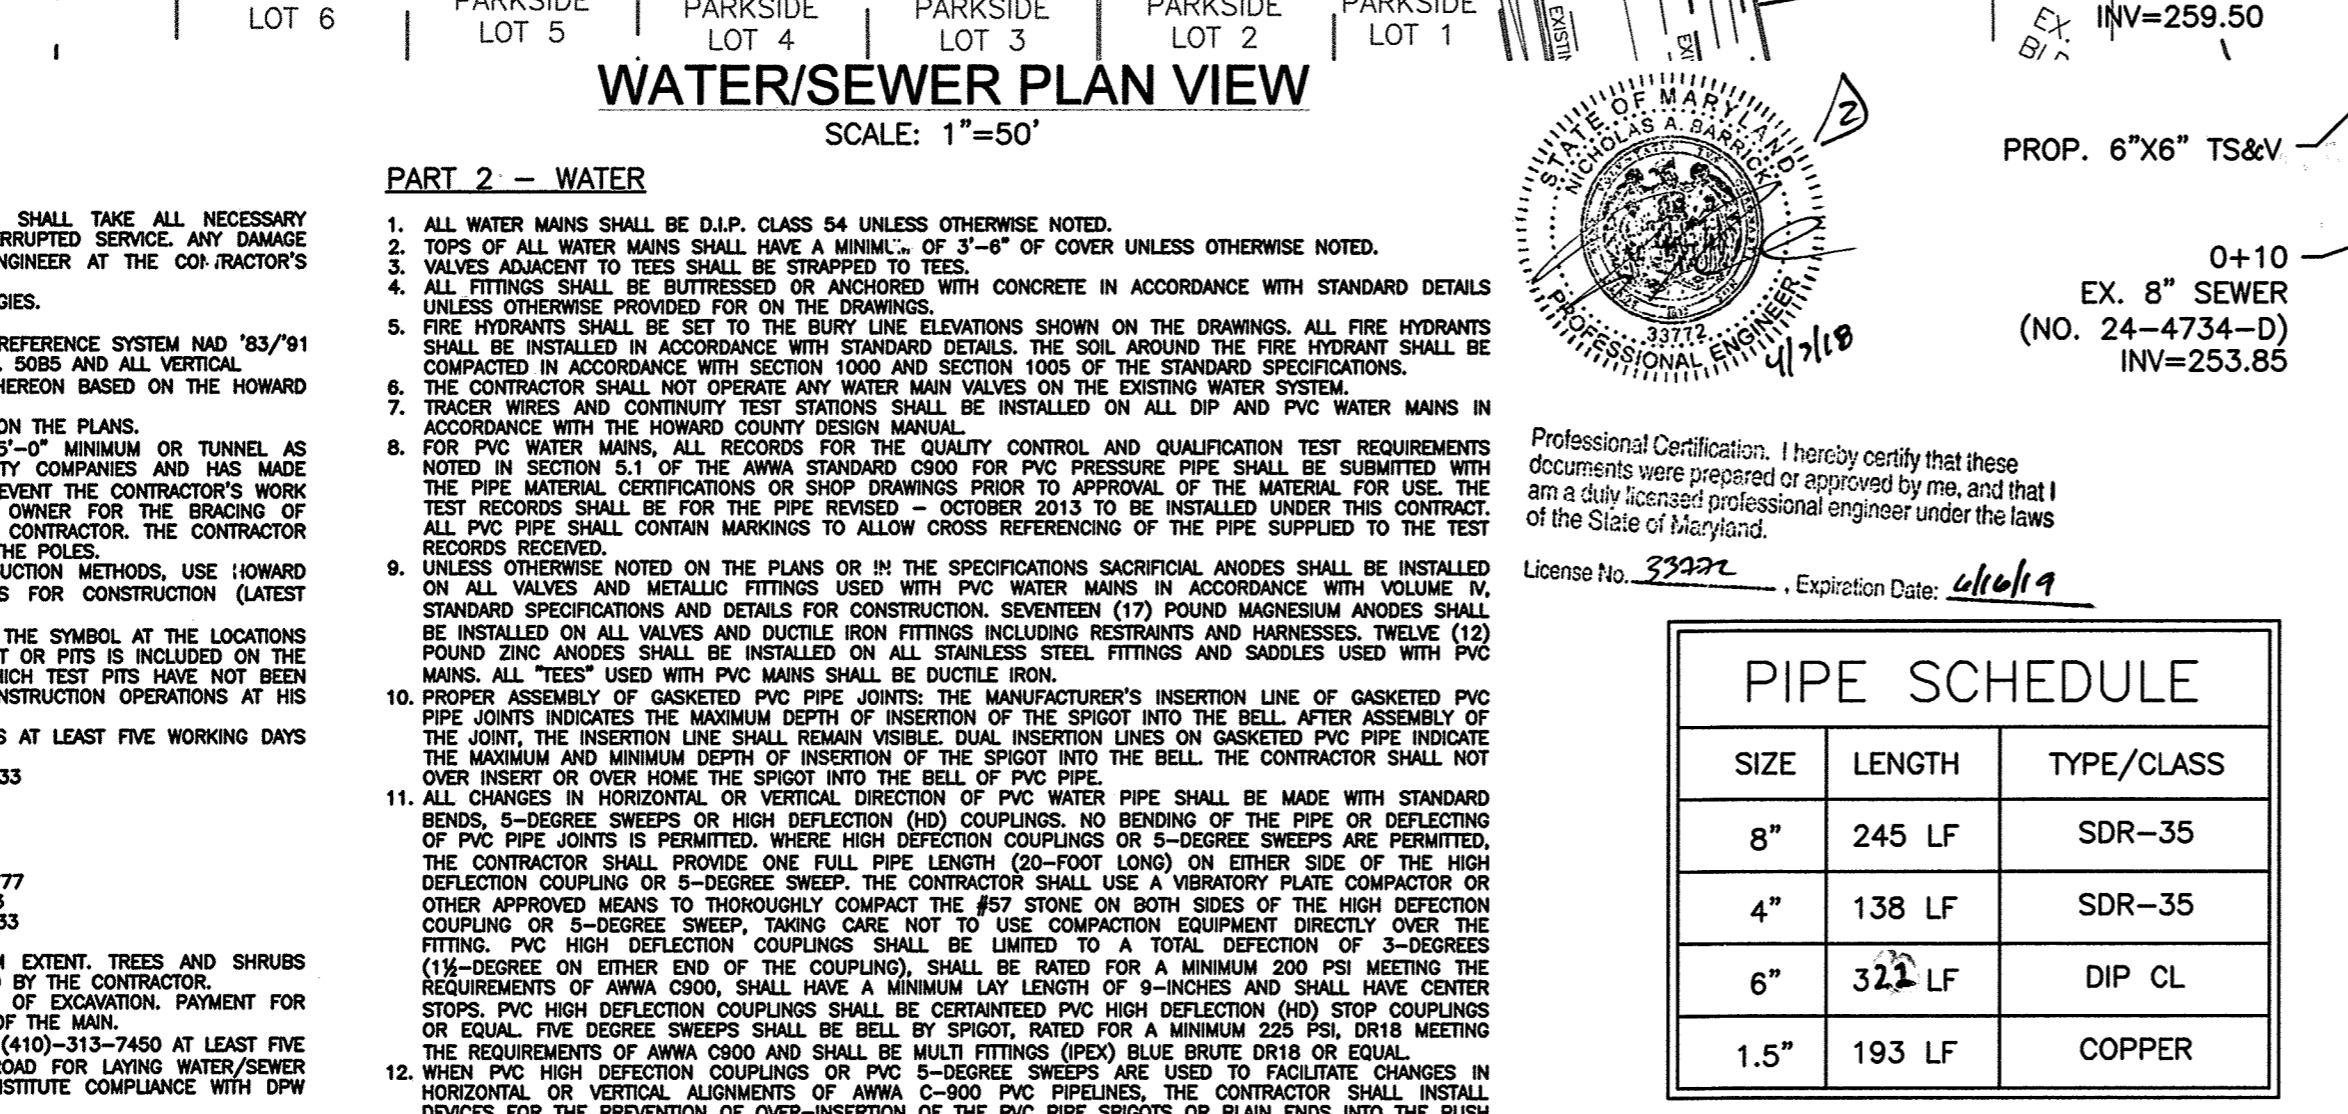 LOT 6
PARKSIDE
LOT 5
PARKSIDE
LOT 4
PARKSIDE
LOT 3
PARKSIDE
LOT 2
PARKSIDE
LOT 1
WATER/SEWER PLAN VIEW
SCALE: 1"=50'
SHALL TAKE ALL NECESSARY
SERVICE. ANY DAMAGE
AT THE CONTRACTOR'S
REFERENCE SYSTEM NAD '83/'91
50B5 AND ALL VERTICAL
HEREON BASED ON THE HOWARD
ON THE PLANS.
5'-0" MINIMUM OR TUNNEL AS
COMPANIES AND HAS MADE
THE CONTRACTOR'S WORK
OWNER FOR THE BRACING OF
CONTRACTOR. THE CONTRACTOR
THE POLES.
METHODS, USE HOWARD
FOR CONSTRUCTION (LATEST
THE SYMBOL AT THE LOCATIONS
OR PITS IS INCLUDED ON THE
TEST PITS HAVE NOT BEEN
OPERATIONS AT HIS
AT LEAST FIVE WORKING DAYS
33
77
33
EXTENT. TREES AND SHRUBS
BY THE CONTRACTOR.
OF EXCAVATION. PAYMENT FOR
OF THE MAIN.
(410)-313-7450 AT LEAST FIVE
FOR LAYING WATER/SEWER
COMPLIANCE WITH DPW
PART 2 - WATER
1. ALL WATER MAINS SHALL BE D.I.P. CLASS 54 UNLESS OTHERWISE NOTED.
2. TOPS OF ALL WATER MAINS SHALL HAVE A MINIMUM OF 3'-6" OF COVER UNLESS OTHERWISE NOTED.
3. VALVES ADJACENT TO TEES SHALL BE STRAPPED TO TEES.
4. ALL FITTINGS SHALL BE BUTTRESSED OR ANCHORED WITH CONCRETE IN ACCORDANCE WITH STANDARD DETAILS
UNLESS OTHERWISE PROVIDED FOR ON THE DRAWINGS.
5. FIRE HYDRANTS SHALL BE SET TO THE BURY LINE ELEVATIONS SHOWN ON THE DRAWINGS. ALL FIRE HYDRANTS
SHALL BE INSTALLED IN ACCORDANCE WITH STANDARD DETAILS. THE SOIL AROUND THE FIRE HYDRANT SHALL BE
COMPACTED IN ACCORDANCE WITH SECTION 1000 AND SECTION 1005 OF THE STANDARD SPECIFICATIONS.
6. THE CONTRACTOR SHALL NOT OPERATE ANY WATER MAIN VALVES ON THE EXISTING WATER SYSTEM.
7. TRACER WIRES AND CONTINUITY TEST STATIONS SHALL BE INSTALLED ON ALL DIP AND PVC WATER MAINS IN
ACCORDANCE WITH THE HOWARD COUNTY DESIGN MANUAL.
8. FOR PVC WATER MAINS, ALL RECORDS FOR THE QUALITY CONTROL AND QUALIFICATION TEST REQUIREMENTS
NOTED IN SECTION 5.1 OF THE AWWA STANDARD C900 FOR PVC PRESSURE PIPE SHALL BE SUBMITTED WITH
THE PIPE MATERIAL CERTIFICATIONS OR SHOP DRAWINGS PRIOR TO APPROVAL OF THE MATERIAL FOR USE. THE
TEST RECORDS SHALL BE FOR THE PIPE REVISED - OCTOBER 2013 TO BE INSTALLED UNDER THIS CONTRACT.
ALL PVC PIPE SHALL CONTAIN MARKINGS TO ALLOW CROSS REFERENCING OF THE PIPE SUPPLIED TO THE TEST
RECORDS RECEIVED.
9. UNLESS OTHERWISE NOTED ON THE PLANS OR IN THE SPECIFICATIONS SACRIFICIAL ANODES SHALL BE INSTALLED
ON ALL VALVES AND METALLIC FITTINGS USED WITH PVC WATER MAINS IN ACCORDANCE WITH VOLUME IV,
STANDARD SPECIFICATIONS AND DETAILS FOR CONSTRUCTION. SEVENTEEN (17) POUND MAGNESIUM ANODES SHALL
BE INSTALLED ON ALL VALVES AND DUCTILE IRON FITTINGS INCLUDING RESTRAINTS AND HARNESSES. TWELVE (12)
POUND ZINC ANODES SHALL BE INSTALLED ON ALL STAINLESS STEEL FITTINGS AND SADDLES USED WITH PVC
MAINS. ALL "TEES" USED WITH PVC MAINS SHALL BE DUCTILE IRON.
10. PROPER ASSEMBLY OF GASKETED PVC PIPE JOINTS: THE MANUFACTURER'S INSERTION LINE OF GASKETED PVC
PIPE JOINTS INDICATES THE MAXIMUM DEPTH OF INSERTION OF THE SPIGOT INTO THE BELL. AFTER ASSEMBLY OF
THE JOINT, THE INSERTION LINE SHALL REMAIN VISIBLE. DUAL INSERTION LINES ON GASKETED PVC PIPE INDICATE
THE MAXIMUM AND MINIMUM DEPTH OF INSERTION OF THE SPIGOT INTO THE BELL. THE CONTRACTOR SHALL NOT
OVER INSERT OR OVER HOME THE SPIGOT INTO THE BELL OF PVC PIPE.
11. ALL CHANGES IN HORIZONTAL OR VERTICAL DIRECTION OF PVC WATER PIPE SHALL BE MADE WITH STANDARD
BENDS, 5-DEGREE SWEEPS OR HIGH DEFLECTION (HD) COUPLINGS. NO BENDING OF THE PIPE OR DEFLECTING
OF PVC PIPE JOINTS IS PERMITTED. WHERE HIGH DEFECTION COUPLINGS OR 5-DEGREE SWEEPS ARE PERMITTED,
THE CONTRACTOR SHALL PROVIDE ONE FULL PIPE LENGTH (20-FOOT LONG) ON EITHER SIDE OF THE HIGH
DEFLECTION COUPLING OR 5-DEGREE SWEEP. THE CONTRACTOR SHALL USE A VIBRATORY PLATE COMPACTOR OR
OTHER APPROVED MEANS TO THOROUGHLY COMPACT THE #57 STONE ON BOTH SIDES OF THE HIGH DEFECTION
COUPLING OR 5-DEGREE SWEEP, TAKING CARE NOT TO USE COMPACTION EQUIPMENT DIRECTLY OVER THE
FITTING. PVC HIGH DEFLECTION COUPLINGS SHALL BE LIMITED TO A TOTAL DEFECTION OF 3-DEGREES
(1½-DEGREE ON EITHER END OF THE COUPLING), SHALL BE RATED FOR A MINIMUM 200 PSI MEETING THE
REQUIREMENTS OF AWWA C900, SHALL HAVE A MINIMUM LAY LENGTH OF 9-INCHES AND SHALL HAVE CENTER
STOPS. PVC HIGH DEFLECTION COUPLINGS SHALL BE CERTAINTEED PVC HIGH DEFLECTION (HD) STOP COUPLINGS
OR EQUAL. FIVE DEGREE SWEEPS SHALL BE BELL BY SPIGOT, RATED FOR A MINIMUM 225 PSI, DR18 MEETING
THE REQUIREMENTS OF AWWA C900 AND SHALL BE MULTI FITTINGS (IPEX) BLUE BRUTE DR18 OR EQUAL.
12. WHEN PVC HIGH DEFECTION COUPLINGS OR PVC 5-DEGREE SWEEPS ARE USED TO FACILITATE CHANGES IN
HORIZONTAL OR VERTICAL ALIGNMENTS OF AWWA C-900 PVC PIPELINES, THE CONTRACTOR SHALL INSTALL
DEVICES FOR THE PREVENTION OF OVER-INSERTION OF THE PVC PIPE SPIGOTS OR PLAIN ENDS INTO THE PUSH
EX.
INV=259.50
2
STATE OF MARYLAND
NICHOLAS A. BARRICK
33772
PROFESSIONAL ENGINEER
4/3/18
PROP. 6"X6" TS&V
0+10
EX. 8" SEWER
(NO. 24-4734-D)
INV=253.85
Professional Certification. I hereby certify that these
documents were prepared or approved by me, and that I
am a duly licensed professional engineer under the laws
of the State of Maryland.
License No. 33772, Expiration Date: 6/16/19
PIPE SCHEDULE
SIZE LENGTH TYPE/CLASS
8" 245 LF SDR-35
4" 138 LF SDR-35
6" 322 LF DIP CL
1.5" 193 LF COPPER